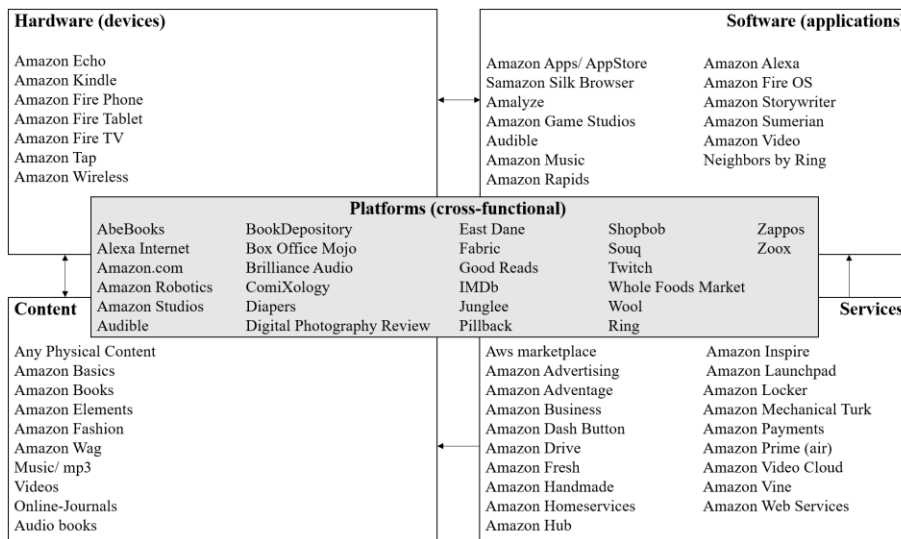 Hardware (devices)
Amazon Echo
Amazon Kindle
Amazon Fire Phone
Amazon Fire Tablet
Amazon Fire TV
Amazon Tap
Amazon Wireless
Software (applications)
Amazon Apps/ AppStore
Samazon Silk Browser
Amalyze
Amazon Game Studios
Audible
Amazon Music
Amazon Rapids
Amazon Alexa
Amazon Fire OS
Amazon Storywriter
Amazon Sumerian
Amazon Video
Neighbors by Ring
Platforms (cross-functional)
AbeBooks
Alexa Internet
Amazon.com
Amazon Robotics
Amazon Studios
Audible
BookDepository
Box Office Mojo
Brilliance Audio
ComiXology
Diapers
Digital Photography Review
East Dane
Fabric
Good Reads
IMDb
Junglee
Pillback
Shopbob
Souq
Twitch
Whole Foods Market
Wool
Ring
Zappos
Zoox
Content
Any Physical Content
Amazon Basics
Amazon Books
Amazon Elements
Amazon Fashion
Amazon Wag
Music/ mp3
Videos
Online-Journals
Audio books
Services
Aws marketplace
Amazon Advertising
Amazon Adventage
Amazon Business
Amazon Dash Button
Amazon Drive
Amazon Fresh
Amazon Handmade
Amazon Homeservices
Amazon Hub
Amazon Inspire
Amazon Launchpad
Amazon Locker
Amazon Mechanical Turk
Amazon Payments
Amazon Prime (air)
Amazon Video Cloud
Amazon Vine
Amazon Web Services